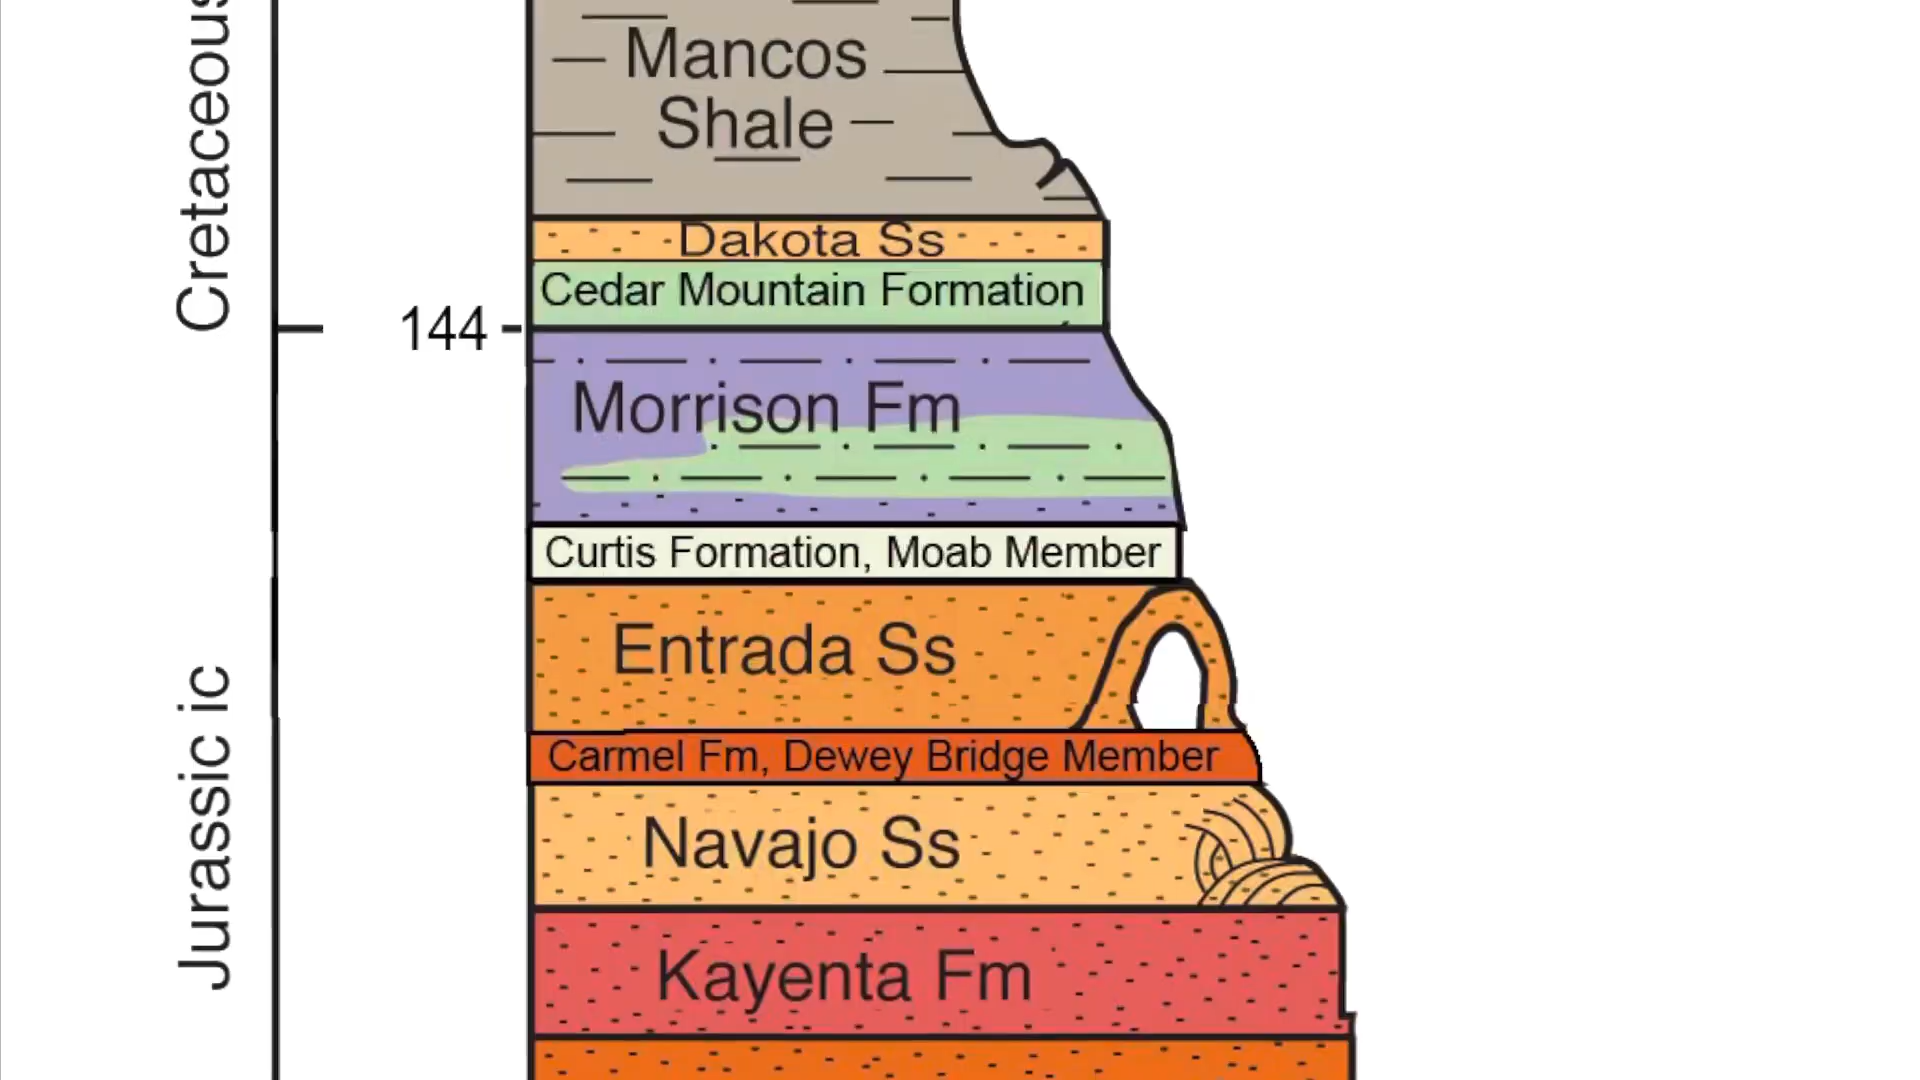 Cretaceous
Mancos
Shale
Dakota Ss
Cedar Mountain Formation
144
Morrison Fm
Curtis Formation, Moab Member
Entrada Ss
Jurassic ic
Carmel Fm, Dewey Bridge Member
Navajo Ss
Kayenta Fm